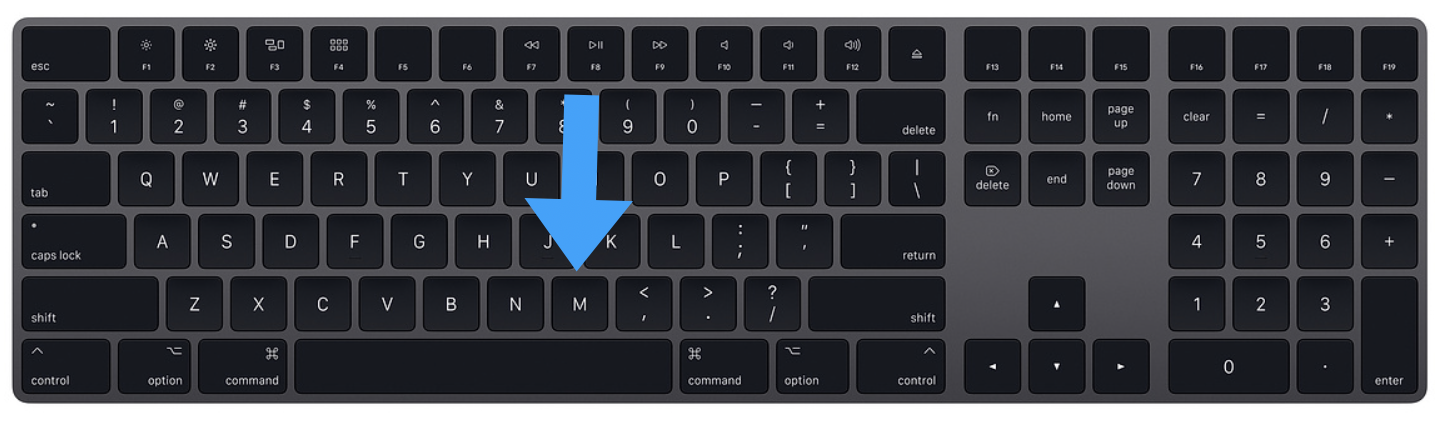 esc F1 F2 F3 F4 F5 F6 F7 F8 F9 F10 F11 F12 F13 F14 F15 F16 F17 F18 F19
~ ! @ # $ % ^ & ( ) — +
` 1 2 3 4 5 6 7 9 0 - = delete fn home page up clear = / *
tab Q W E R T Y U O P { [ } ] | \ delete end page down 7 8 9 −
caps lock A S D F G H J K L : ; " ' return 4 5 6 +
shift Z X C V B N M < , > . ? / shift 1 2 3
control option command command option control 0 . enter